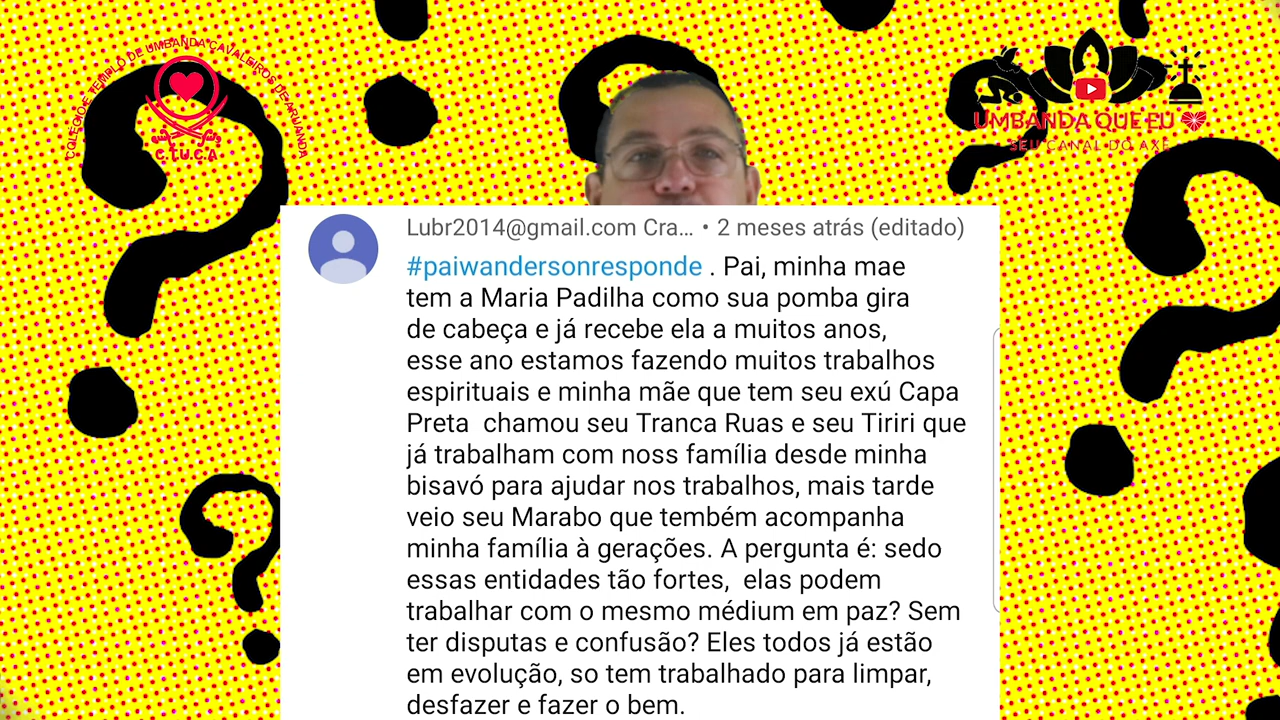 COLÉGIO E TEMPLO DE UMBANDA CAVALEIROS DE ARUANDA
C.T.U.C.A
UMBANDA QUE EU
SEU CANAL DO AXÉ
Lubr2014@gmail.com Cra... • 2 meses atrás (editado)
#paiwandersonresponde . Pai, minha mae
tem a Maria Padilha como sua pomba gira
de cabeça e já recebe ela a muitos anos,
esse ano estamos fazendo muitos trabalhos
espirituais e minha mãe que tem seu exú Capa
Preta  chamou seu Tranca Ruas e seu Tiriri que
já trabalham com noss família desde minha
bisavó para ajudar nos trabalhos, mais tarde
veio seu Marabo que tembém acompanha
minha família à gerações. A pergunta é: sedo
essas entidades tão fortes,  elas podem
trabalhar com o mesmo médium em paz? Sem
ter disputas e confusão? Eles todos já estão
em evolução, so tem trabalhado para limpar,
desfazer e fazer o bem.